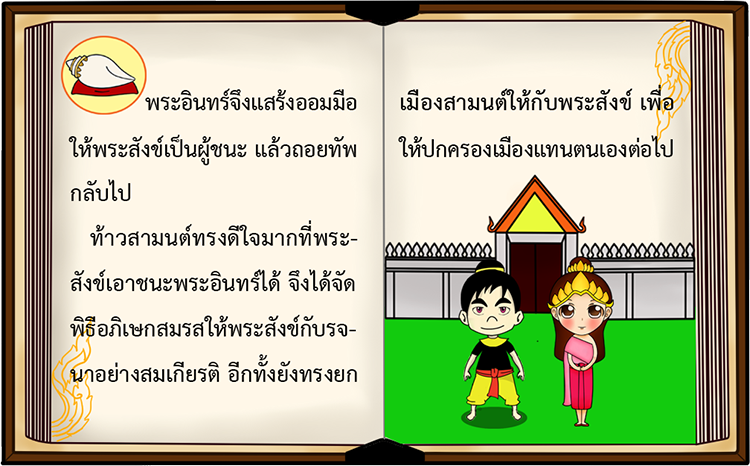 พระอินทร์จึงแสร้งออมมือ
ให้พระสังข์เป็นผู้ชนะ แล้วถอยทัพ
กลับไป
ท้าวสามนต์ทรงดีใจมากที่พระ-
สังข์เอาชนะพระอินทร์ได้ จึงได้จัด
พิธีอภิเษกสมรสให้พระสังข์กับรจ-
นาอย่างสมเกียรติ อีกทั้งยังทรงยก
เมืองสามนต์ให้กับพระสังข์ เพื่อ
ให้ปกครองเมืองแทนตนเองต่อไป